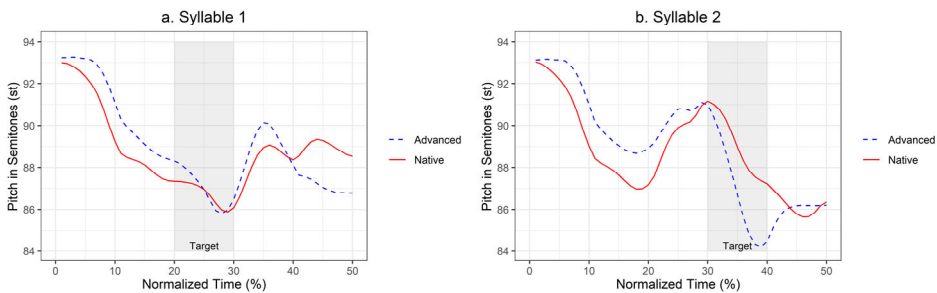 a. Syllable 1
Pitch in Semitones (st)
94
92
90
88
86
84
Target
0 10 20 30 40 50
Normalized Time (%)
Advanced
Native
b. Syllable 2
Pitch in Semitones (st)
94
92
90
88
86
84
Target
0 10 20 30 40 50
Normalized Time (%)
Advanced
Native